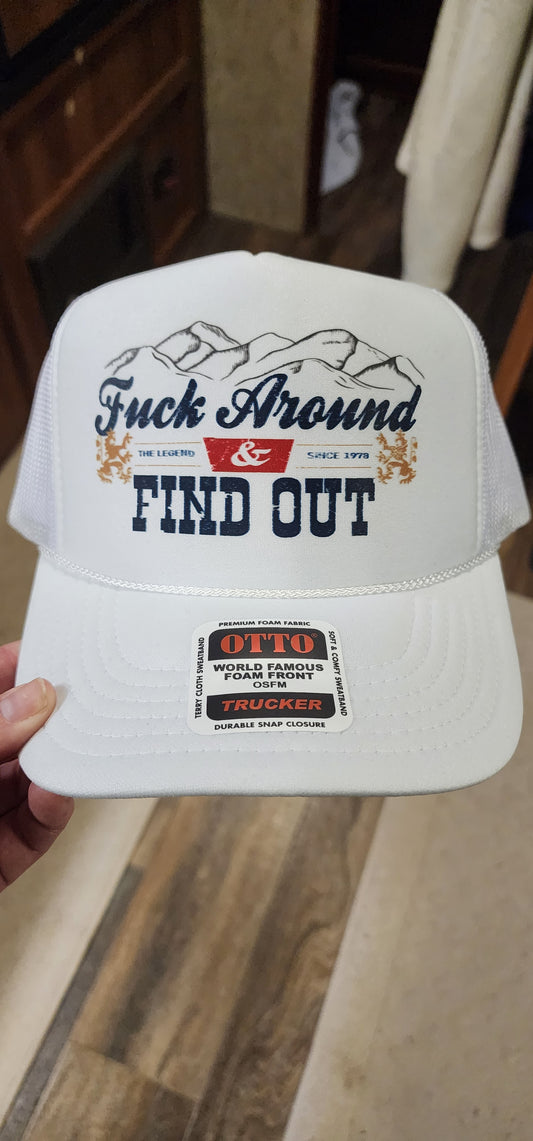 Fuck Around
THE LEGEND & SINCE 1978
FIND OUT
PREMIUM FOAM FABRIC
TERRY CLOTH SWEATBAND
OTTO®
WORLD FAMOUS
FOAM FRONT
OSFM
TRUCKER
SOFT & COMFY SWEATBAND
DURABLE SNAP CLOSURE